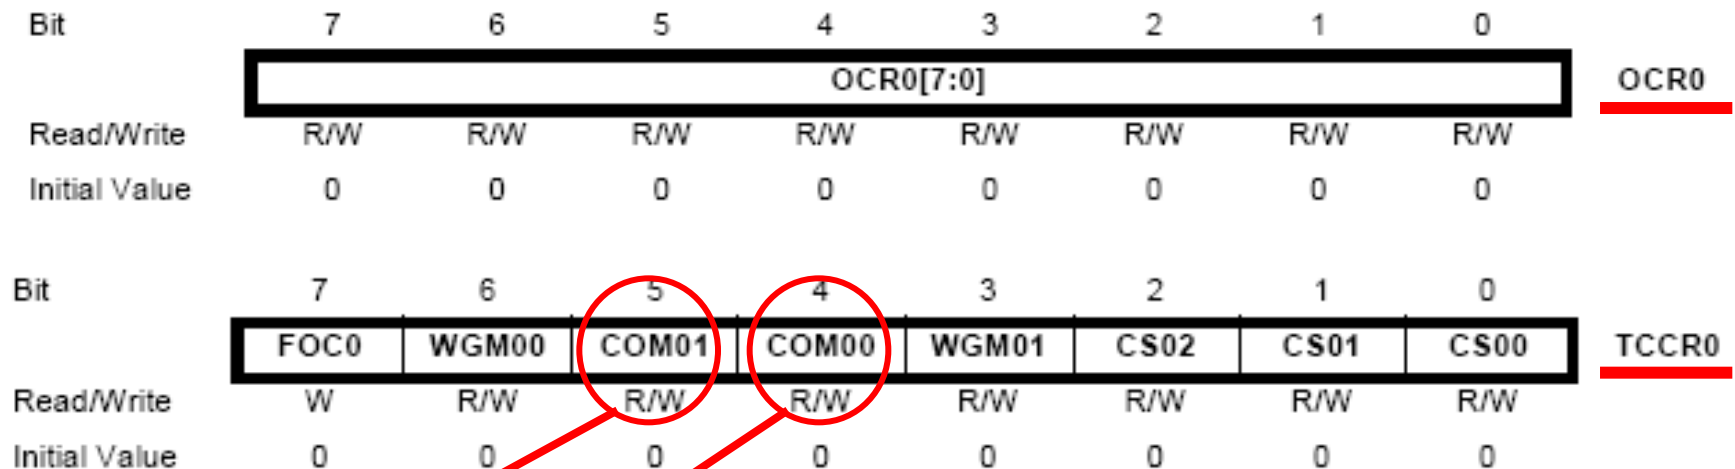 Bit 7 6 5 4 3 2 1 0
OCR0[7:0] OCR0
Read/Write R/W R/W R/W R/W R/W R/W R/W R/W
Initial Value 0 0 0 0 0 0 0 0
Bit 7 6 5 4 3 2 1 0
FOC0 WGM00 COM01 COM00 WGM01 CS02 CS01 CS00 TCCR0
Read/Write W R/W R/W R/W R/W R/W R/W R/W
Initial Value 0 0 0 0 0 0 0 0